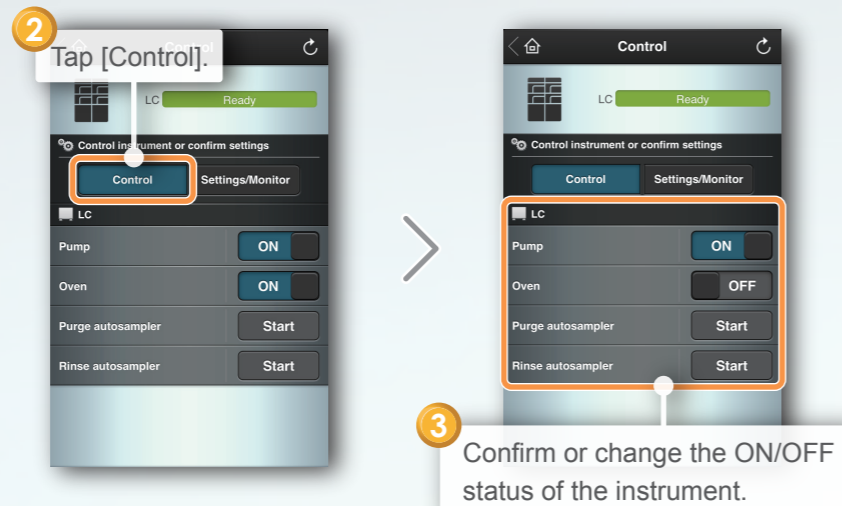 2
Tap [Control].
LC
Ready
Control instrument or confirm settings
Control
Settings/Monitor
LC
Pump
ON
Oven
ON
Purge autosampler
Start
Rinse autosampler
Start
Control
LC
Ready
Control instrument or confirm settings
Control
Settings/Monitor
LC
Pump
ON
Oven
OFF
Purge autosampler
Start
Rinse autosampler
Start
3
Confirm or change the ON/OFF
status of the instrument.